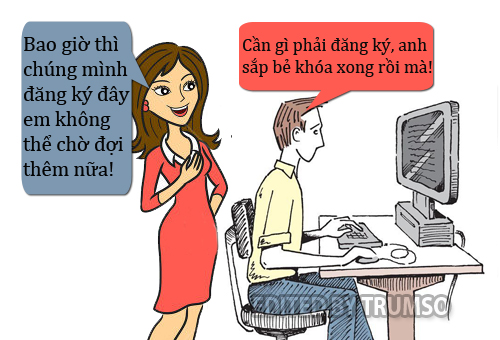 Bao giờ thì
chúng mình
đăng ký đây
em không
thể chờ đợi
thêm nữa!
Cần gì phải đăng ký, anh
sắp bẻ khóa xong rồi mà!
EDITED BY TRUMSO